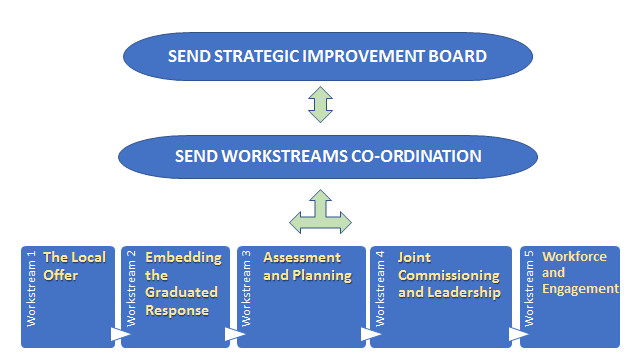 SEND STRATEGIC IMPROVEMENT BOARD
SEND WORKSTREAMS CO-ORDINATION
Workstream 1
The Local
Offer
Workstream 2
Embedding
the
Graduated
Response
Workstream 3
Assessment
and Planning
Workstream 4
Joint
Commissioning
and Leadership
Workstream 5
Workforce
and
Engagement